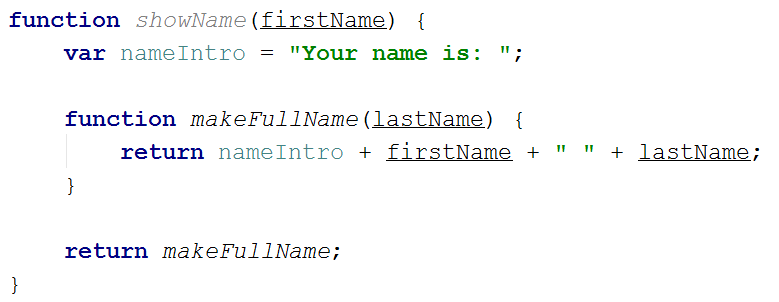 function showName(firstName) {
    var nameIntro = "Your name is: ";
    function makeFullName(lastName) {
        return nameIntro + firstName + " " + lastName;
    }
    return makeFullName;
}